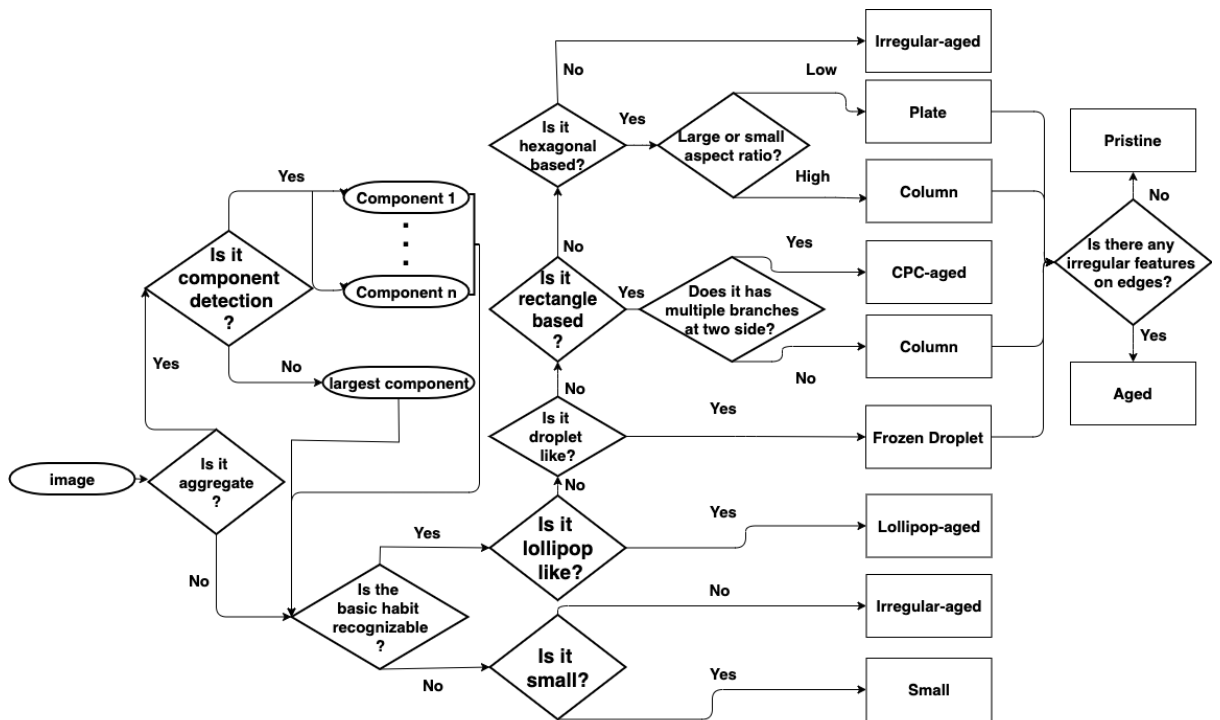 image
Is it
aggregate
?
Yes
No
Is it
component
detection
?
Yes
No
Component 1
Component n
largest component
Is the
basic habit
recognizable
?
Yes
No
Is it
small?
No
Yes
Irregular-aged
Small
Is it
lollipop
like?
Yes
Lollipop-aged
No
Is it
droplet
like?
Yes
Frozen Droplet
No
Is it
rectangle
based
?
Yes
Does it has
multiple branches
at two side?
Yes
CPC-aged
No
Column
No
Is it
hexagonal
based?
Yes
Large or small
aspect ratio?
Low
Plate
High
Column
No
Irregular-aged
Is there any
irregular features
on edges?
No
Pristine
Yes
Aged